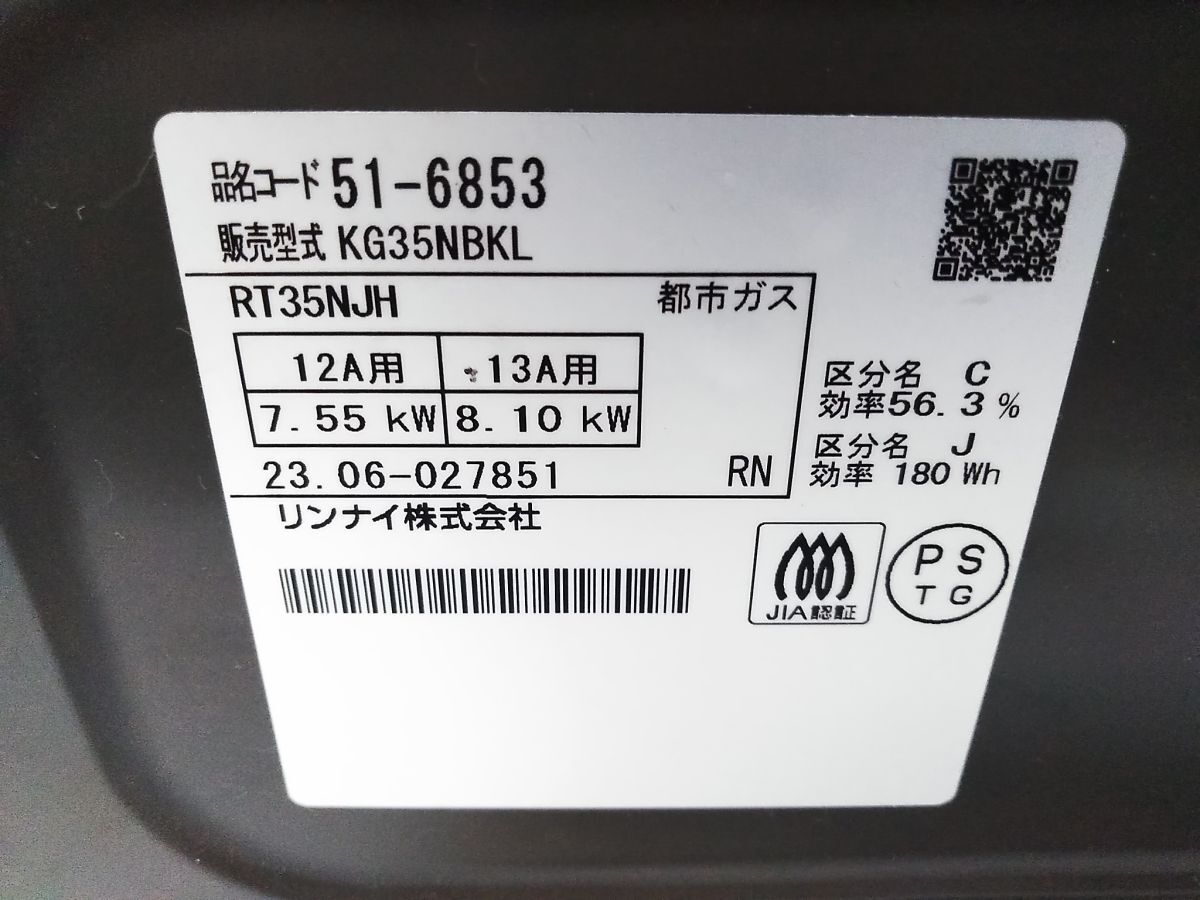 品名コード 51-6853
販売型式 KG35NBKL
RT35NJH 都市ガス
12A用 13A用
7.55 kW 8.10 kW
23.06-027851 RN
リンナイ株式会社
区分名 C
効率56.3%
区分名 J
効率 180 Wh
JIA認証
PS
TG